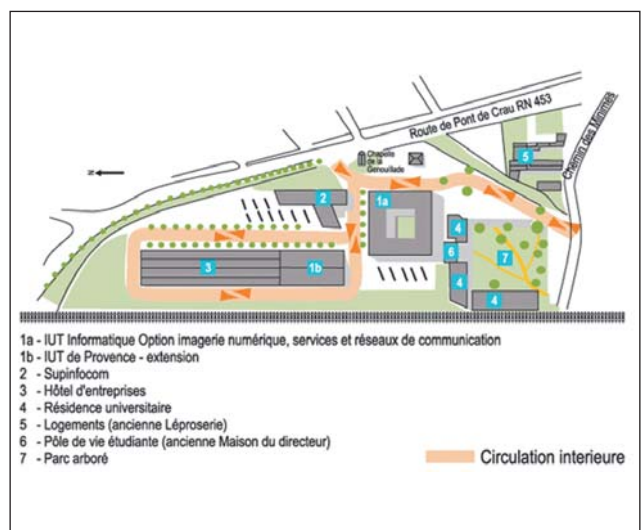 Route de Pont de Crau RN 453
Chapelle
de la
Genouillade
Chemin des Minimes
N
5
2
1a
4
6
7
3
1b
4
4
1a - IUT Informatique Option imagerie numérique, services et réseaux de communication
1b - IUT de Provence - extension
2 - Supinfocom
3 - Hôtel d'entreprises
4 - Résidence universitaire
5 - Logements (ancienne Léproserie)
6 - Pôle de vie étudiante (ancienne Maison du directeur)
7 - Parc arboré
Circulation interieure